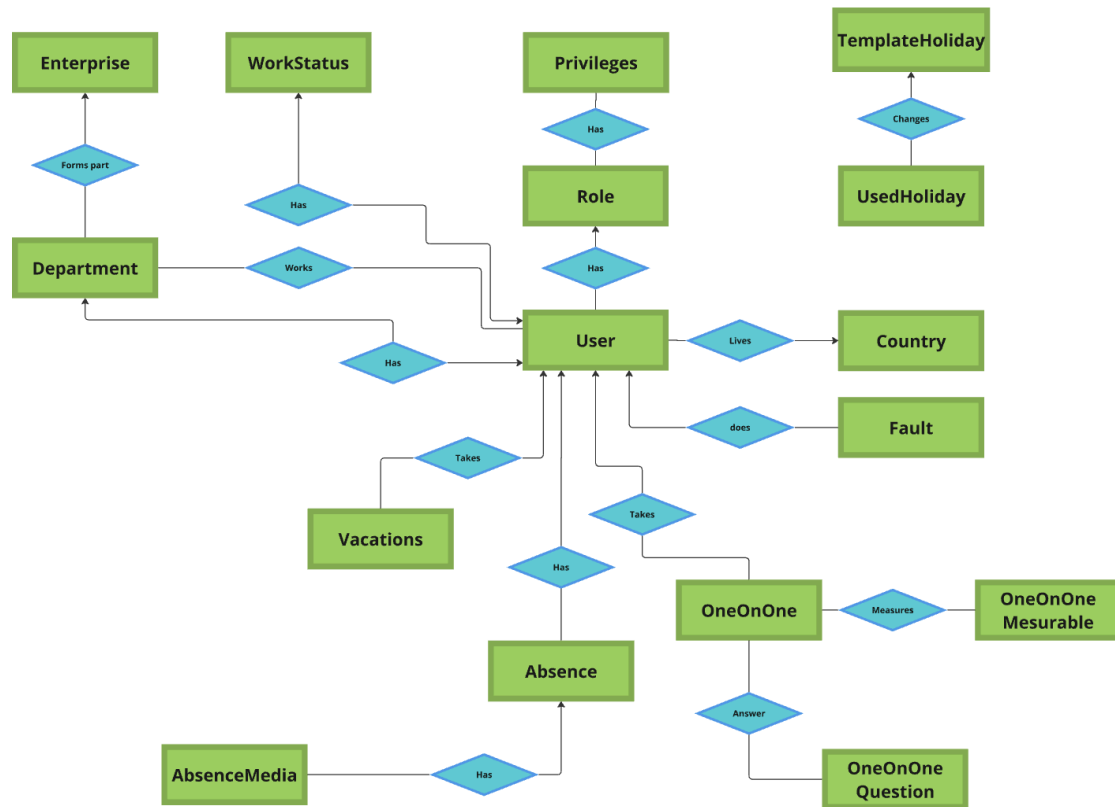 Enterprise
WorkStatus
Privileges
TemplateHoliday
Forms part
Has
Changes
Has
Role
UsedHoliday
Department
Works
Has
Has
User
Lives
Country
Takes
does
Fault
Vacations
Has
Takes
OneOnOne
Measures
OneOnOne
Mesurable
Absence
Answer
AbsenceMedia
Has
OneOnOne
Question